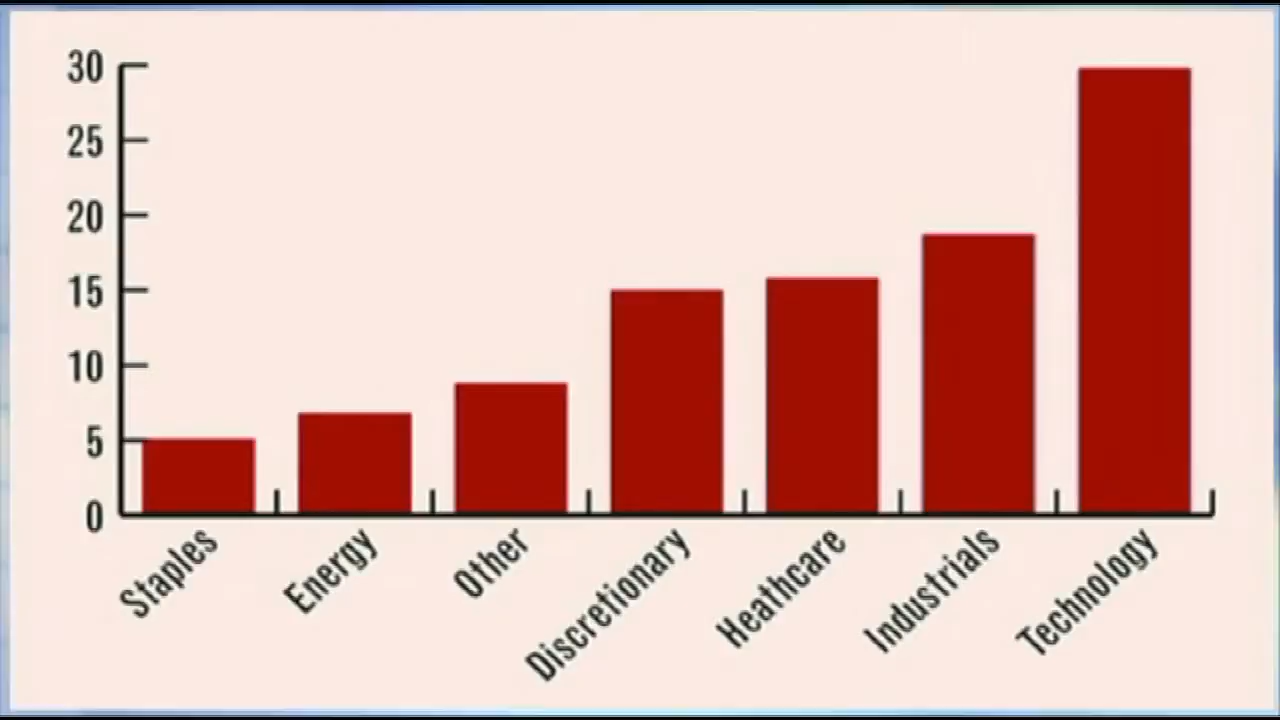 30
25
20
15
10
5
0
Staples
Energy
Other
Discretionary
Heathcare
Industrials
Technology